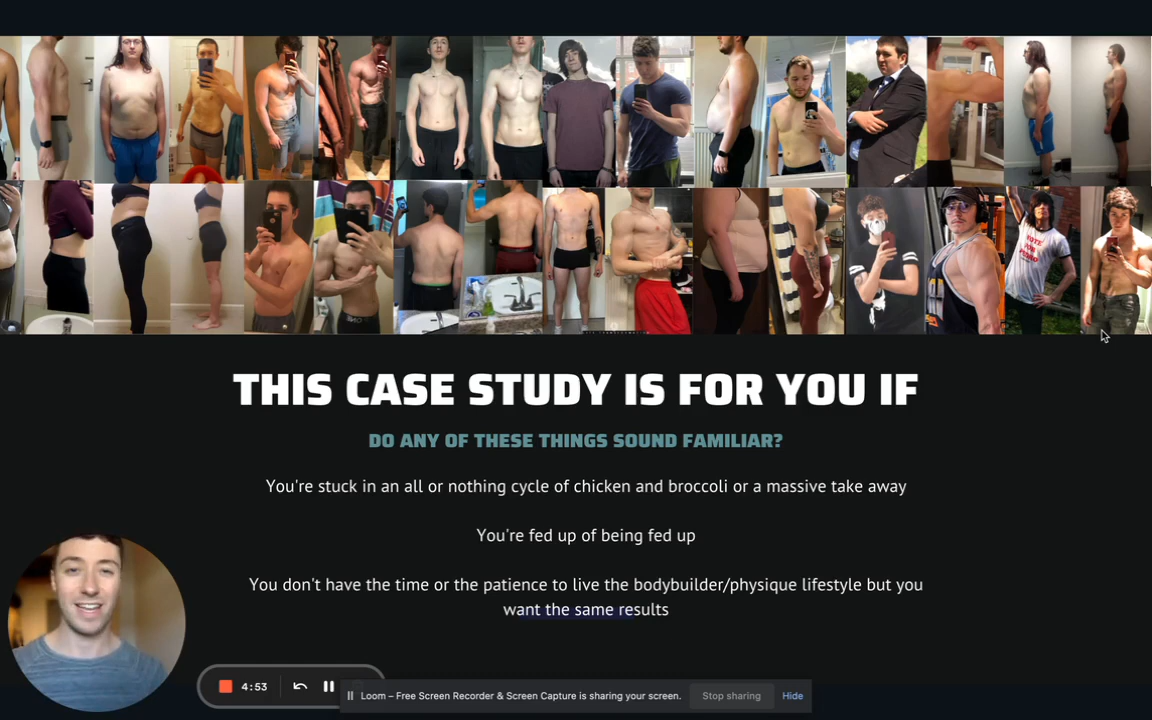 THIS CASE STUDY IS FOR YOU IF
DO ANY OF THESE THINGS SOUND FAMILIAR?
You're stuck in an all or nothing cycle of chicken and broccoli or a massive take away
You're fed up of being fed up
You don't have the time or the patience to live the bodybuilder/physique lifestyle but you
want the same results
4:53
Loom – Free Screen Recorder & Screen Capture is sharing your screen.
Stop sharing
Hide